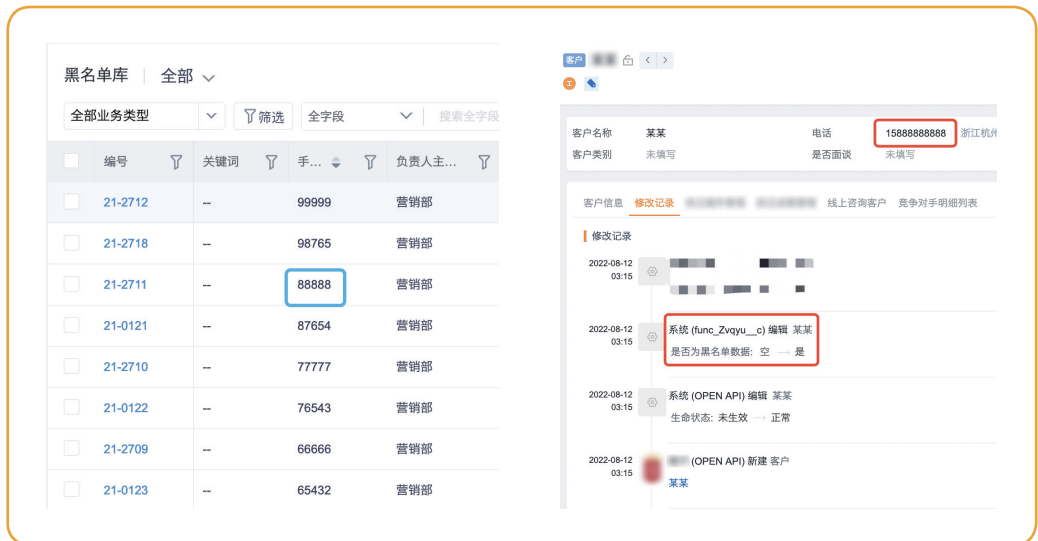 黑名单库 全部
全部业务类型 筛选 全字段 搜索全字段
编号 关键词 手... 负责人主...
21-2712 -- 99999 营销部
21-2718 -- 98765 营销部
21-2711 -- 88888 营销部
21-0121 -- 87654 营销部
21-2710 -- 77777 营销部
21-0122 -- 76543 营销部
21-2709 -- 66666 营销部
21-0123 -- 65432 营销部
客户
工
客户名称 某某 电话 15888888888 浙江杭州
客户类别 未填写 是否面谈 未填写
客户信息 修改记录 线上咨询客户 竞争对手明细列表
修改记录
2022-08-12
03:15
2022-08-12 系统 (func_Zvqyu__c) 编辑 某某
03:15 是否为黑名单数据: 空 → 是
2022-08-12 系统 (OPEN API) 编辑 某某
03:15 生命状态: 未生效 → 正常
2022-08-12 (OPEN API) 新建 客户
03:15 某某